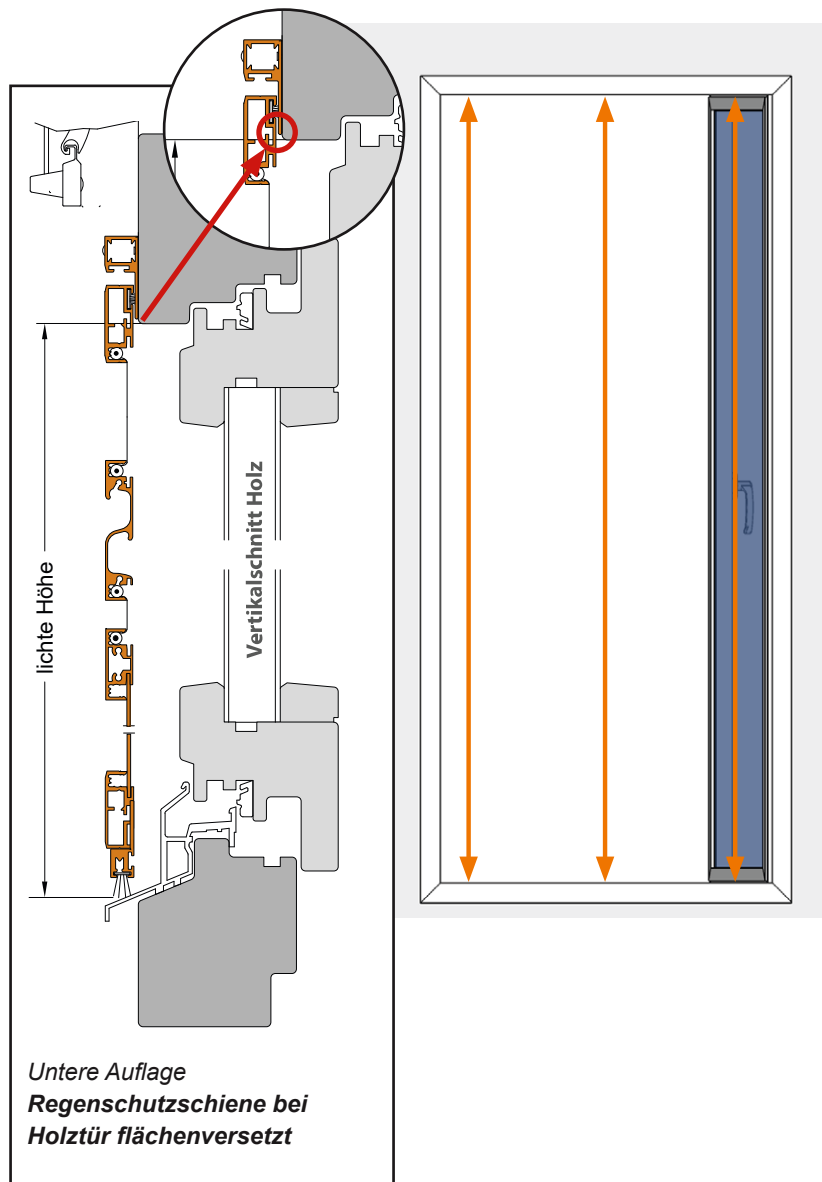 lichte Höhe
Vertikalschnitt Holz
Untere Auflage
Regenschutzschiene bei
Holztür flächenversetzt